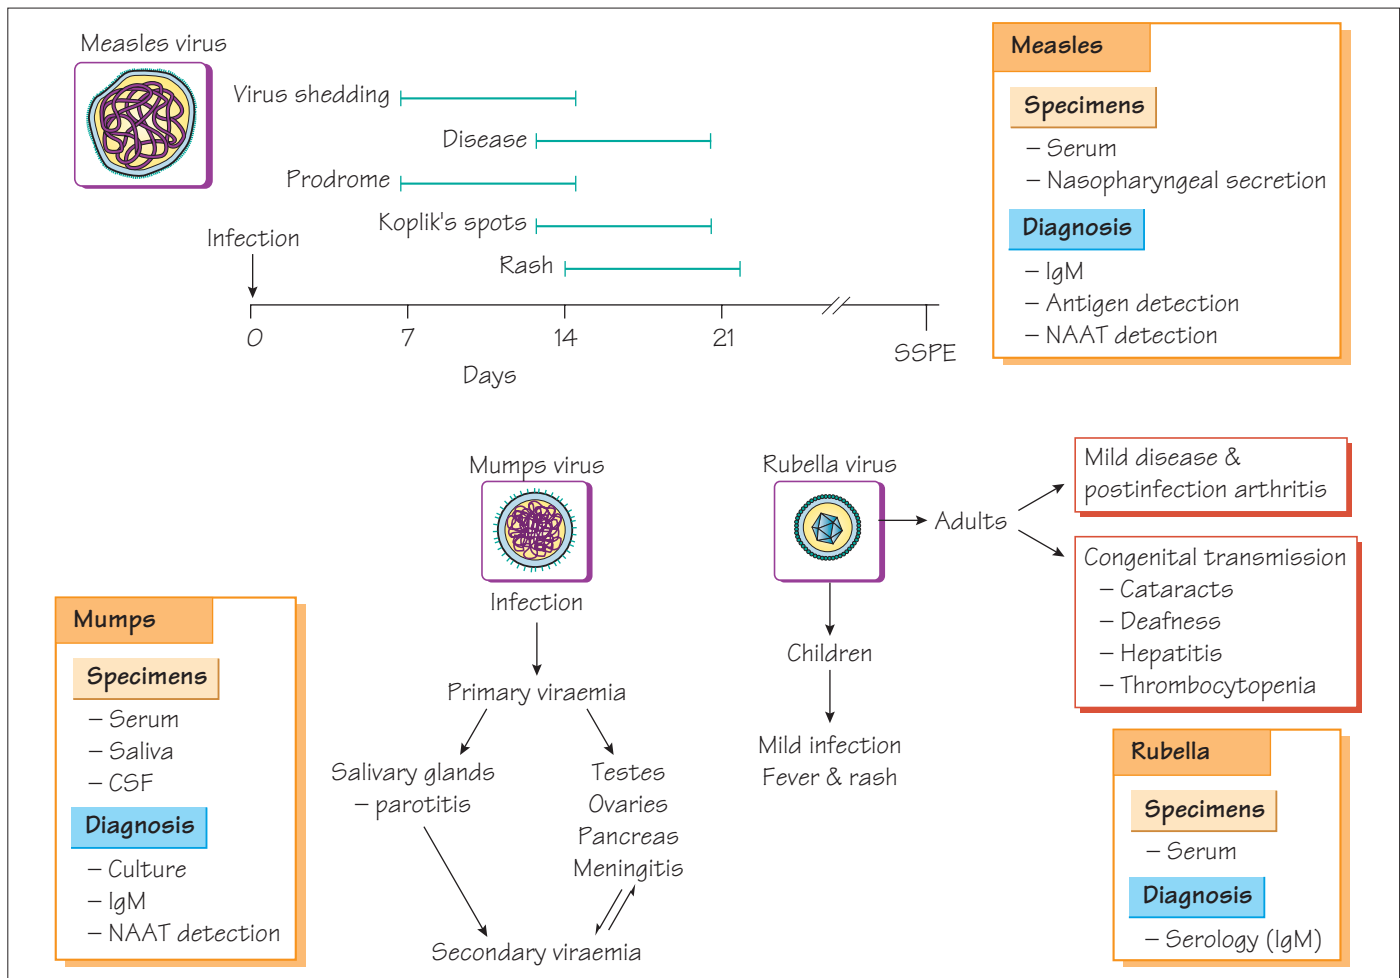 Measles virus
Virus shedding
Disease
Prodrome
Koplik's spots
Infection
Rash
0
7
14
21
SSPE
Days
Measles
Specimens
– Serum
– Nasopharyngeal secretion
Diagnosis
– IgM
– Antigen detection
– NAAT detection
Mumps virus
Infection
Primary viraemia
Salivary glands
– parotitis
Testes
Ovaries
Pancreas
Meningitis
Secondary viraemia
Mumps
Specimens
– Serum
– Saliva
– CSF
Diagnosis
– Culture
– IgM
– NAAT detection
Rubella virus
Adults
Mild disease &
postinfection arthritis
Congenital transmission
– Cataracts
– Deafness
– Hepatitis
– Thrombocytopenia
Children
Mild infection
Fever & rash
Rubella
Specimens
– Serum
Diagnosis
– Serology (IgM)